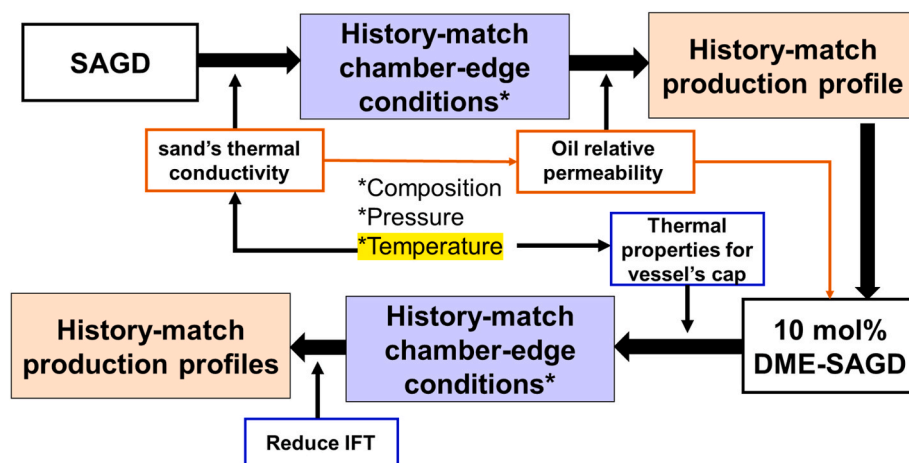 SAGD
History-match
chamber-edge
conditions*
History-match
production profile
sand's thermal
conductivity
Oil relative
permeability
*Composition
*Pressure
*Temperature
Thermal
properties for
vessel's cap
History-match
production profiles
History-match
chamber-edge
conditions*
10 mol%
DME-SAGD
Reduce IFT